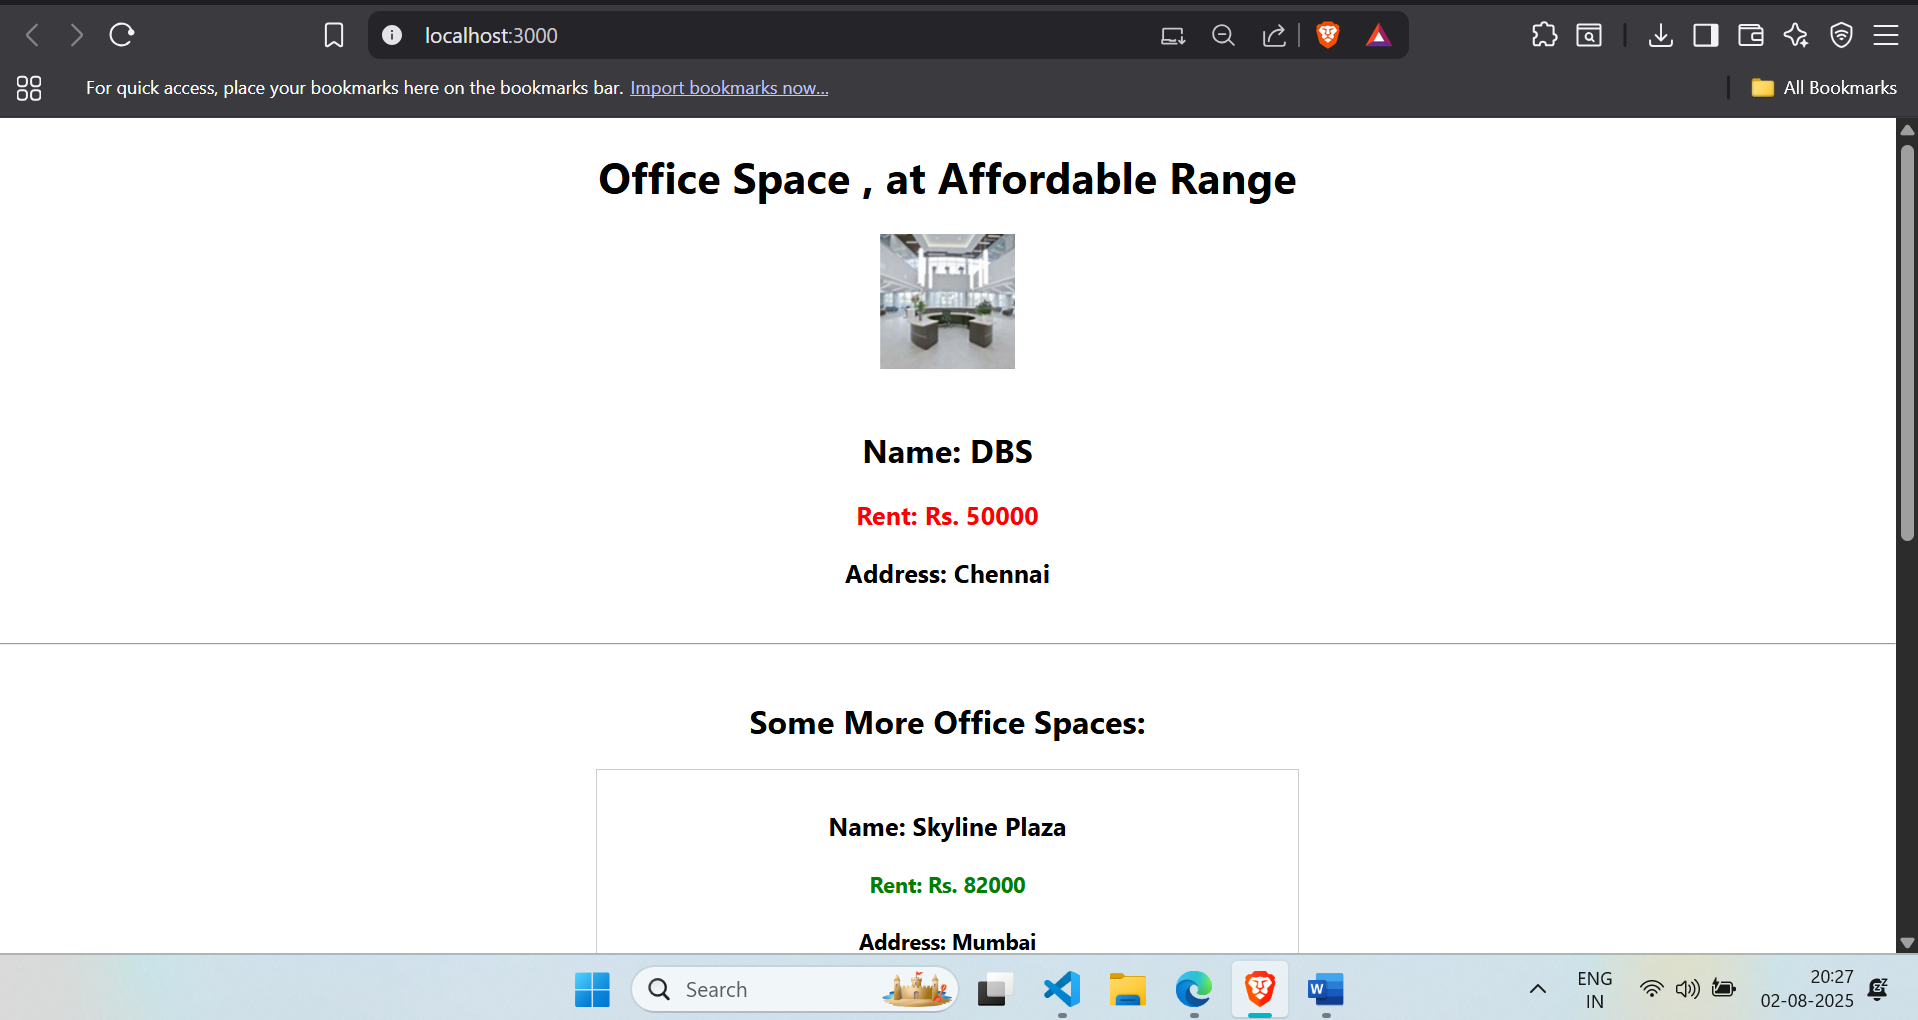 localhost:3000
For quick access, place your bookmarks here on the bookmarks bar. Import bookmarks now...
All Bookmarks
Office Space , at Affordable Range
Name: DBS
Rent: Rs. 50000
Address: Chennai
Some More Office Spaces:
Name: Skyline Plaza
Rent: Rs. 82000
Address: Mumbai
Search
W
ENG
IN
20:27
02-08-2025